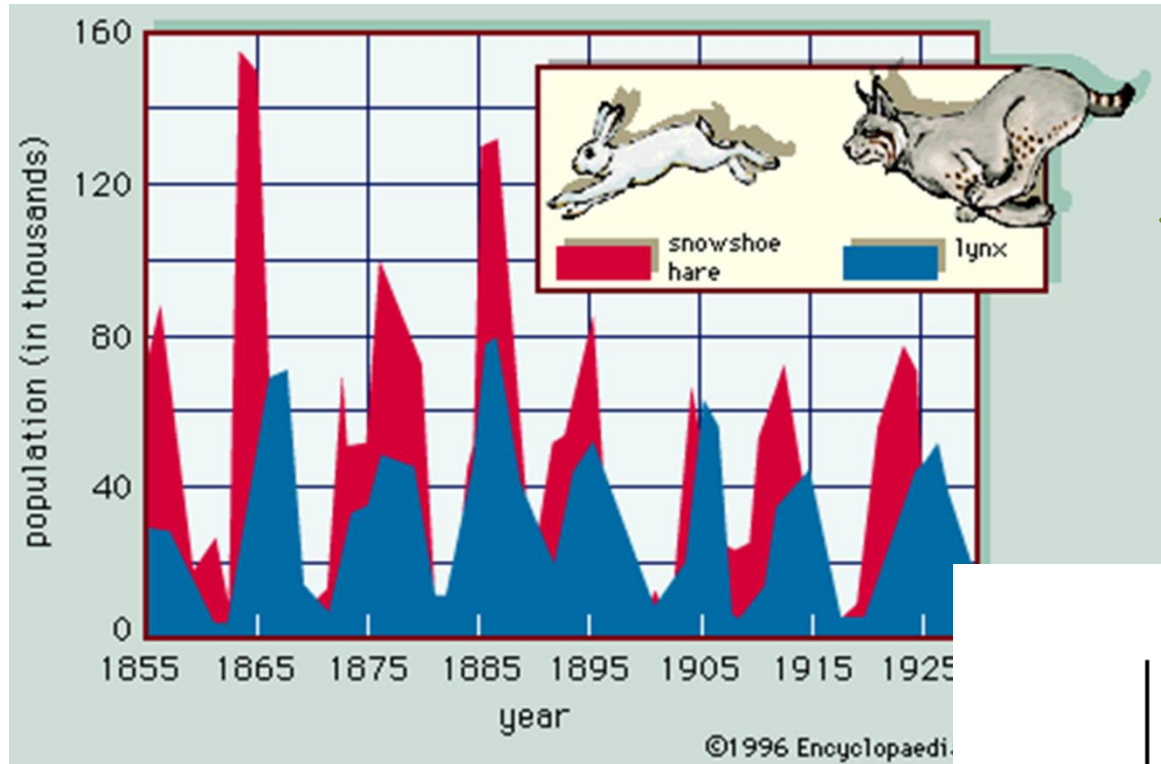 160
120
80
40
0
population (in thousands)
snowshoe
hare
lynx
1855 1865 1875 1885 1895 1905 1915 1925
year
©1996 Encyclopaedi